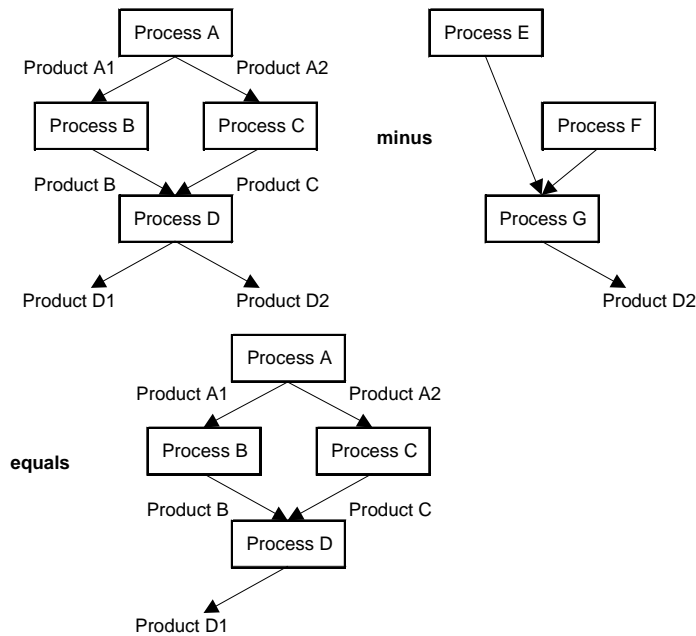 Process A
Process E
Product A1
Product A2
Process B
Process C
minus
Process F
Product B
Product C
Process D
Process G
Product D1
Product D2
Product D2
Process A
Product A1
Product A2
equals
Process B
Process C
Product B
Product C
Process D
Product D1